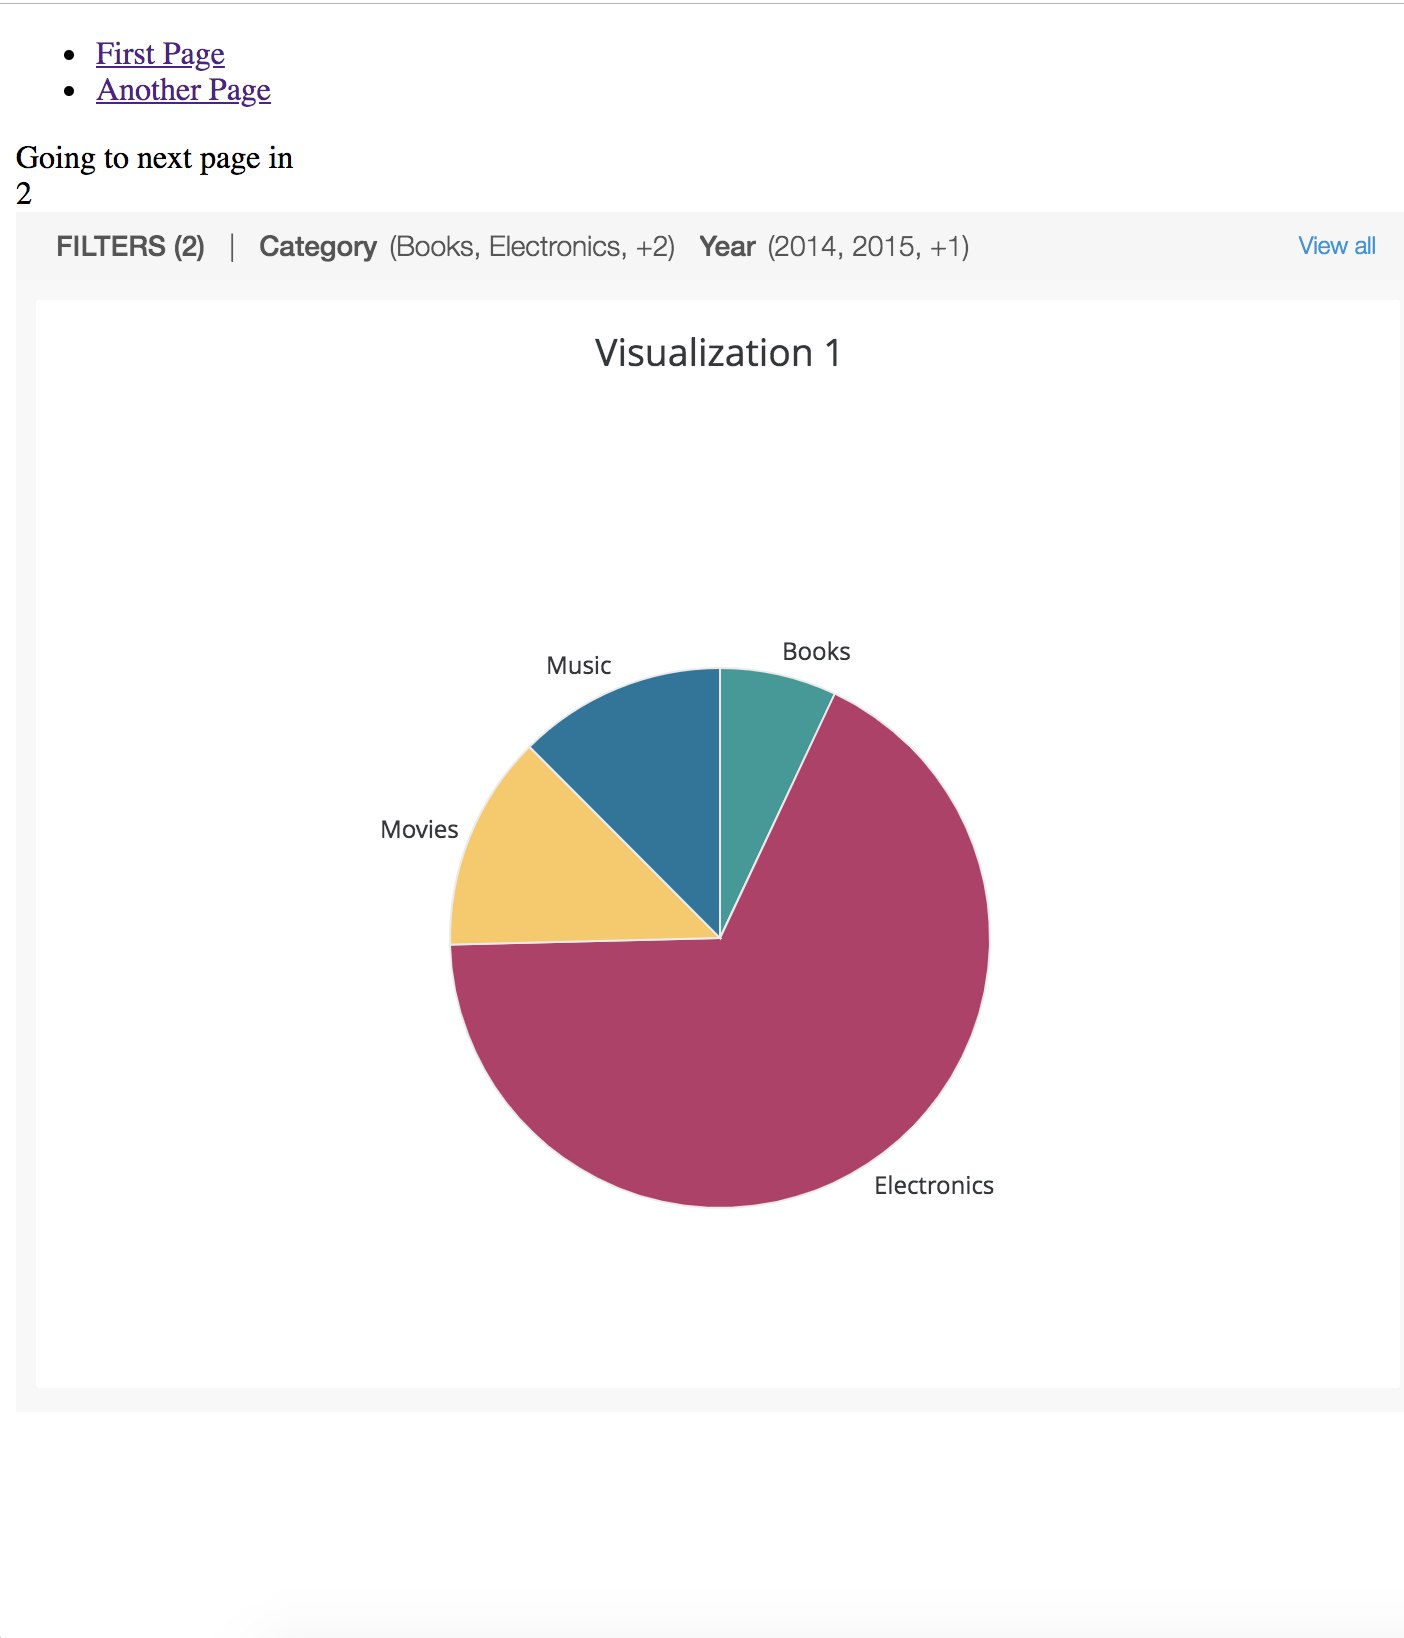 First Page
Another Page
Going to next page in
2
FILTERS (2) | Category (Books, Electronics, +2) Year (2014, 2015, +1) View all
Visualization 1
Books
Music
Movies
Electronics